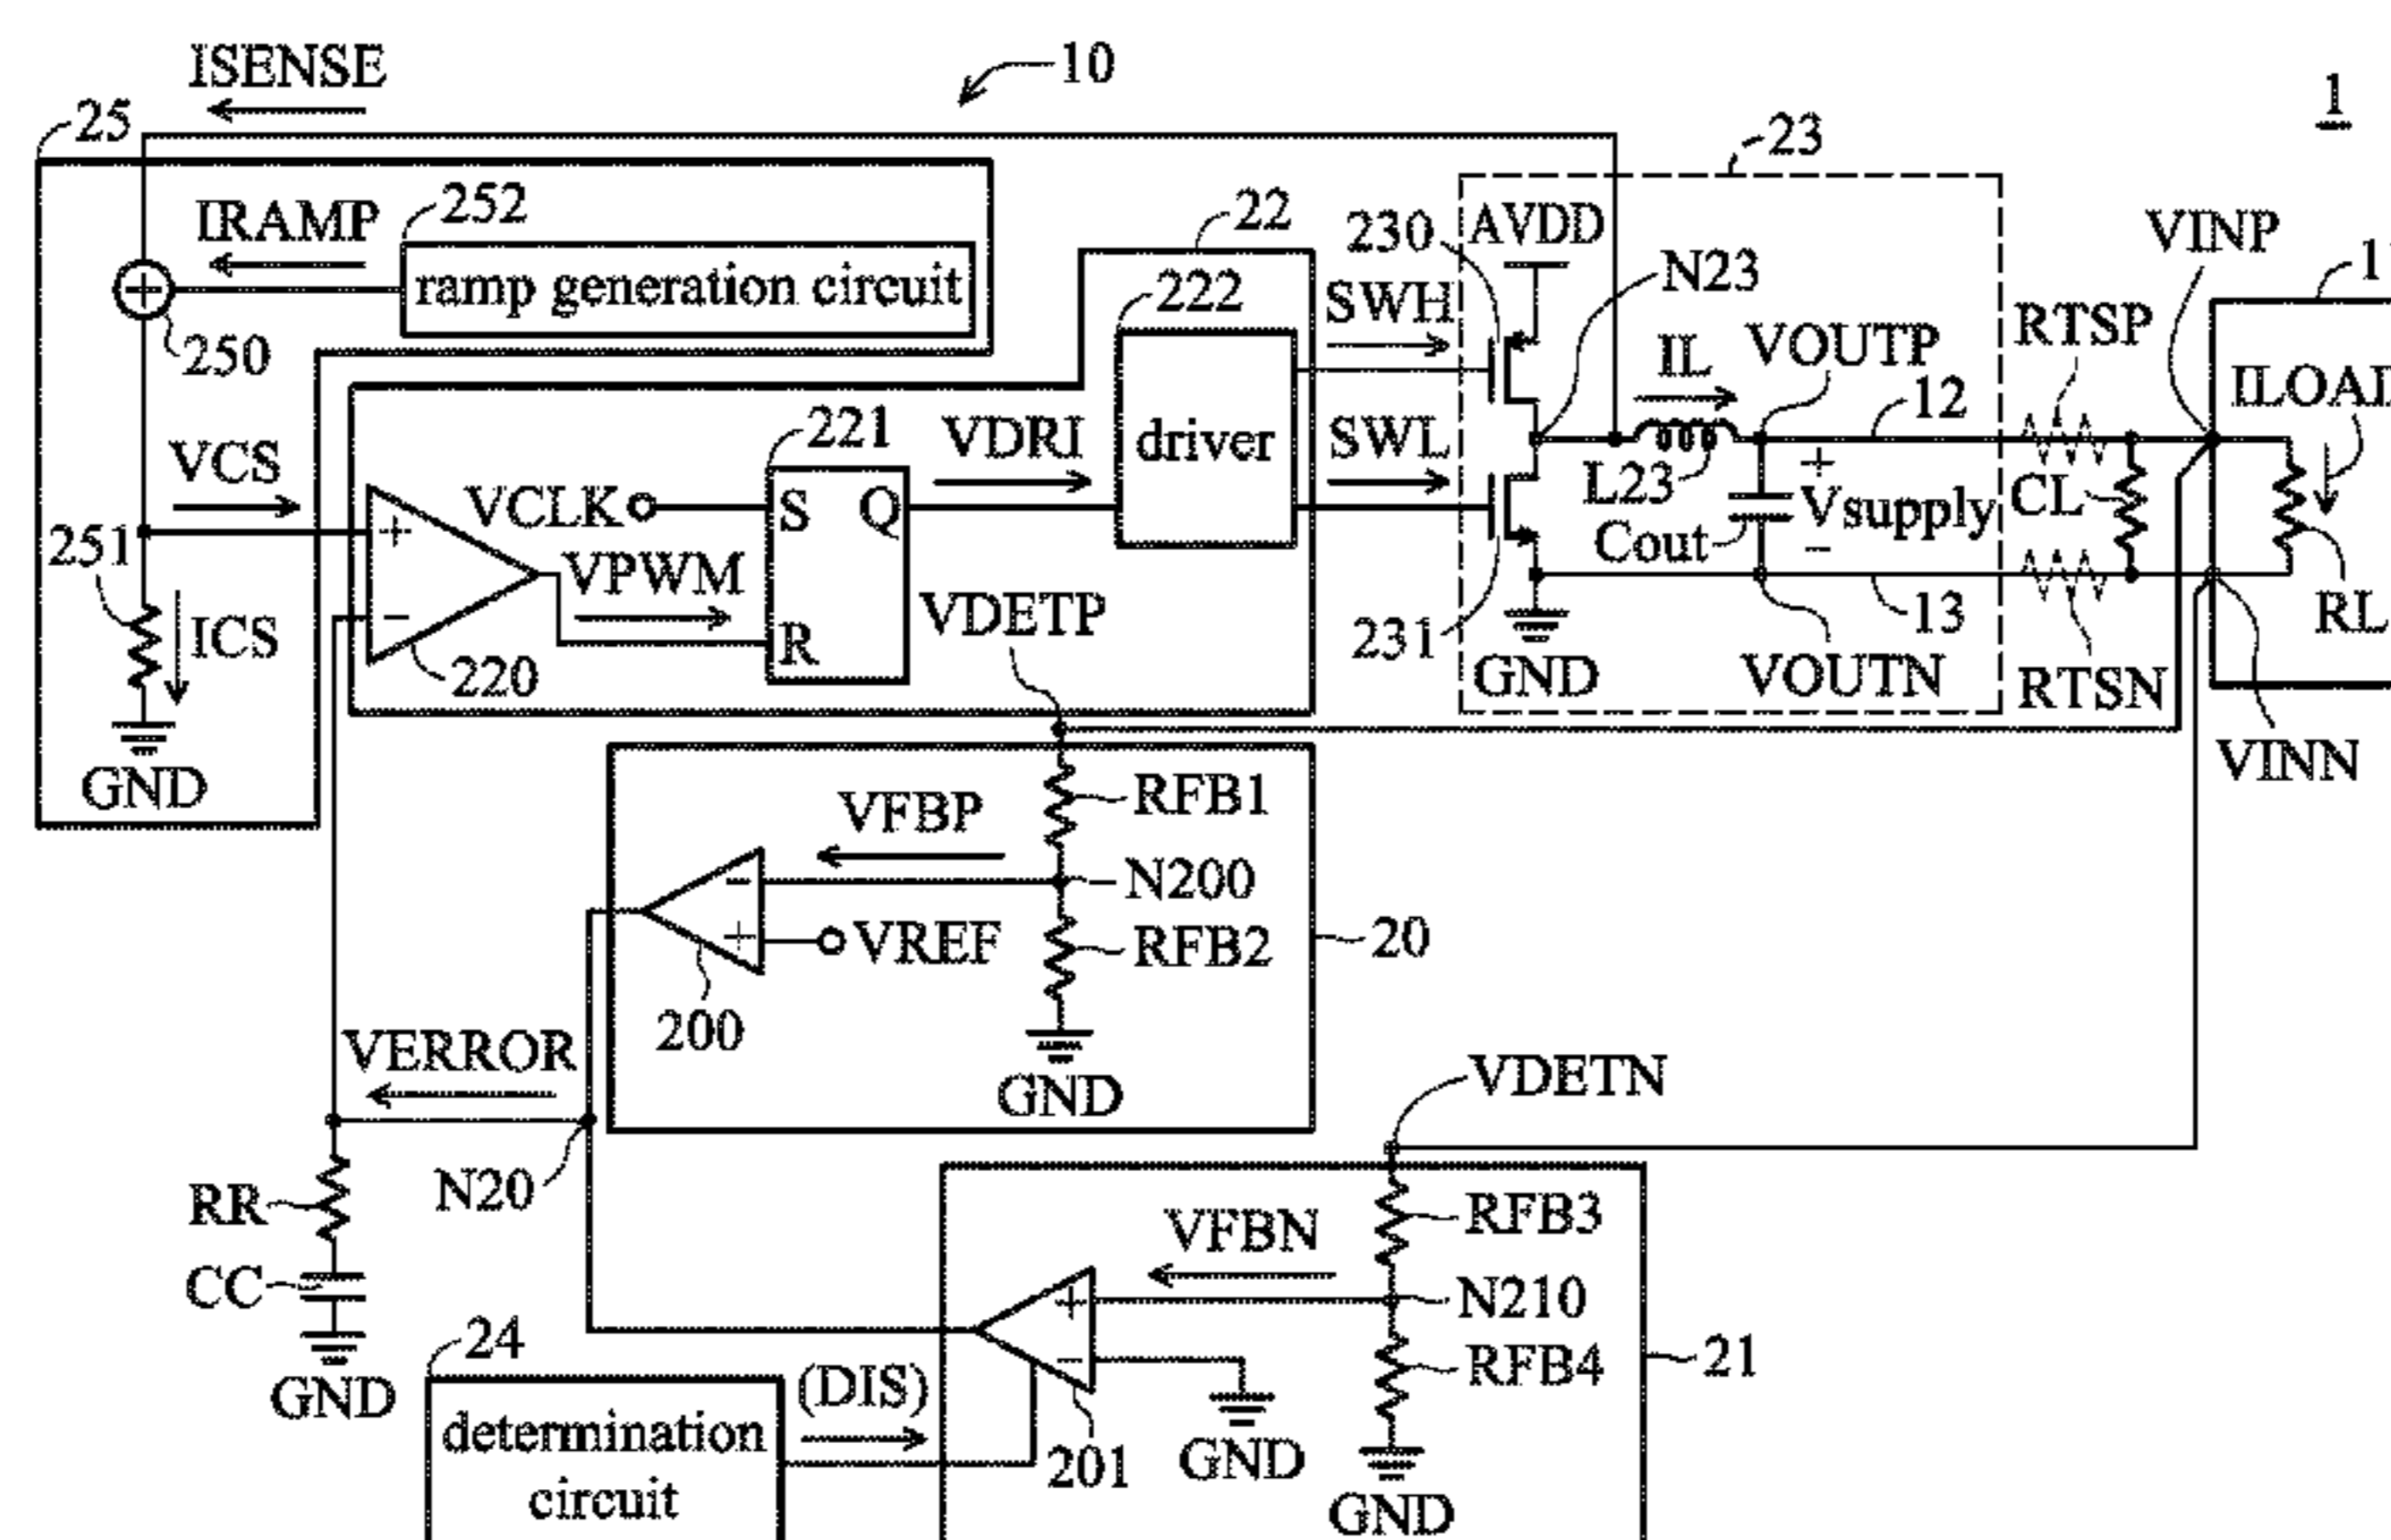 ISENSE
10
1
25
23
252
IRAMP
22
AVDD
VINP
230
N23
ramp generation circuit
222
SWH
RTSP
250
IL
VOUTP
ILOAD
12
221
VCS
VDRI
driver
SWL
L23
+
CL
VCLK
S
Q
Vsupply
251
+
Cout
−
VPWM
VDETP
−
ICS
R
231
13
RL
220
GND
VOUTN
RTSN
GND
VINN
RFB1
VFBP
−
N200
+
VREF
RFB2
20
200
VERROR
GND
VDETN
N20
RR
VFBN
RFB3
CC
+
N210
24
(DIS)
−
RFB4
21
GND
determination
circuit
201
GND
GND